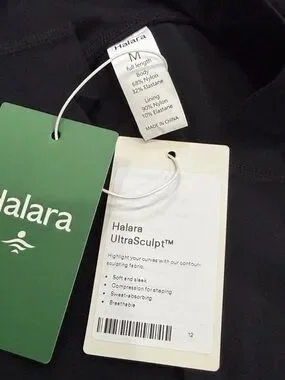 Halara
M
full length
Body
68% Nylon
32% Elastane
Lining
90% Nylon
10% Elastane
MADE IN CHINA
Halara
Halara
UltraSculpt™
Highlight your curves with our contour-
sculpting fabric.
• Soft and sleek
• Compression for shaping
• Sweat-absorbing
• Breathable
12